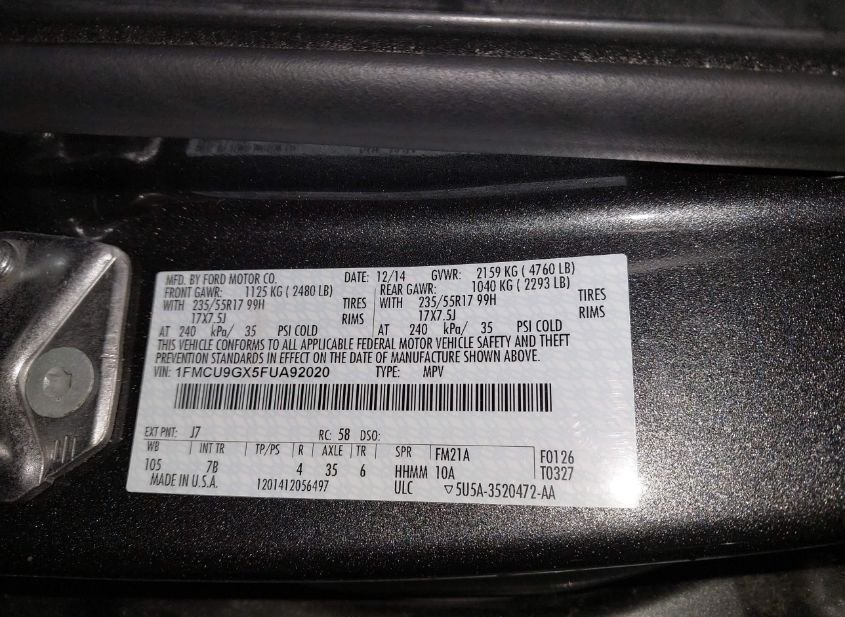 MFD. BY FORD MOTOR CO. DATE: 12/14 GVWR: 2159 KG ( 4760 LB)
FRONT GAWR: 1125 KG ( 2480 LB) REAR GAWR: 1040 KG ( 2293 LB)
WITH 235/55R17 99H TIRES WITH 235/55R17 99H TIRES
17X7.5J RIMS 17X7.5J RIMS
AT 240 kPa/ 35 PSI COLD AT 240 kPa/ 35 PSI COLD
THIS VEHICLE CONFORMS TO ALL APPLICABLE FEDERAL MOTOR VEHICLE SAFETY AND THEFT
PREVENTION STANDARDS IN EFFECT ON THE DATE OF MANUFACTURE SHOWN ABOVE.
VIN: 1FMCU9GX5FUA92020 TYPE: MPV
EXT PNT: J7 RC: 58 DSO:
WB INT TR TP/PS R AXLE TR SPR FM21A F0126
105 7B 4 35 6 HHMM 10A T0327
MADE IN U.S.A. 1201412056497 ULC ▽5U5A-3520472-AA